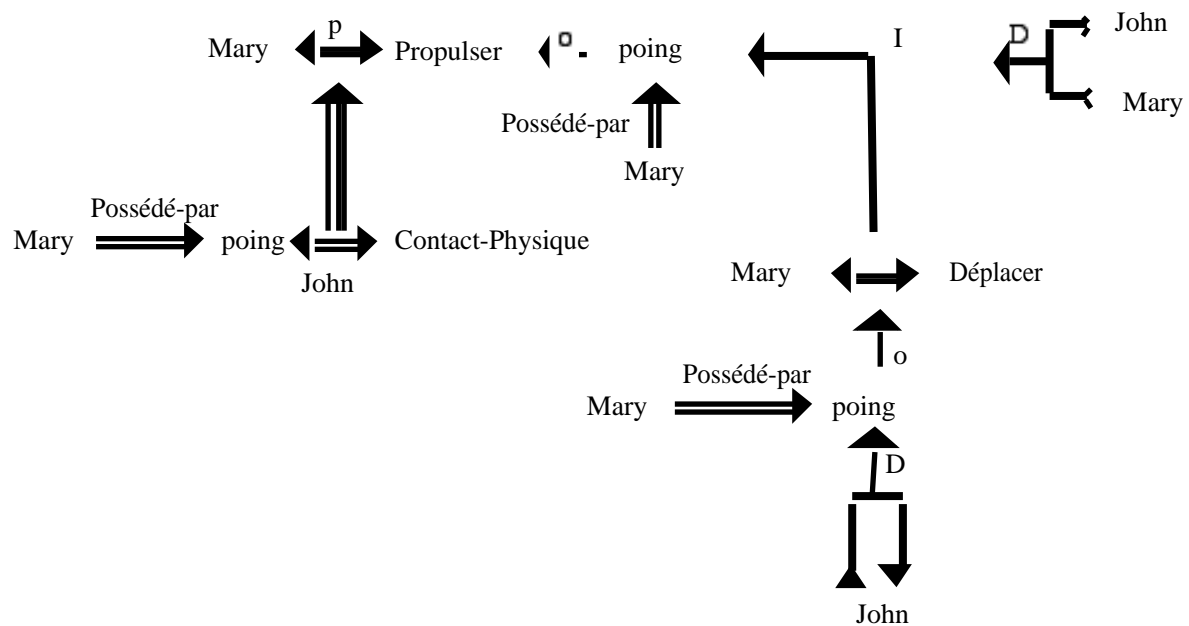 p
John
Mary
Propulser
o
poing
I
D
Mary
Possédé-par
Mary
Possédé-par
Mary
poing
Contact-Physique
John
Mary
Déplacer
o
Possédé-par
Mary
poing
D
John